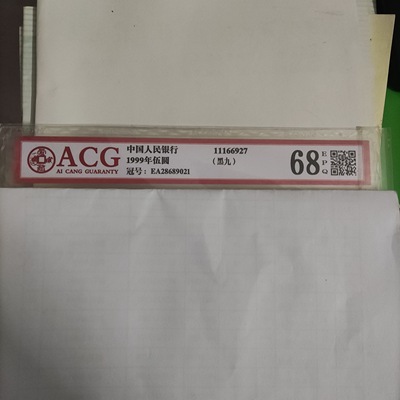 ACG
AI CANG GUARANTY
中国人民银行 11166927
1999年伍圆 (黑九)
冠号: EA28689021
68 EPQ